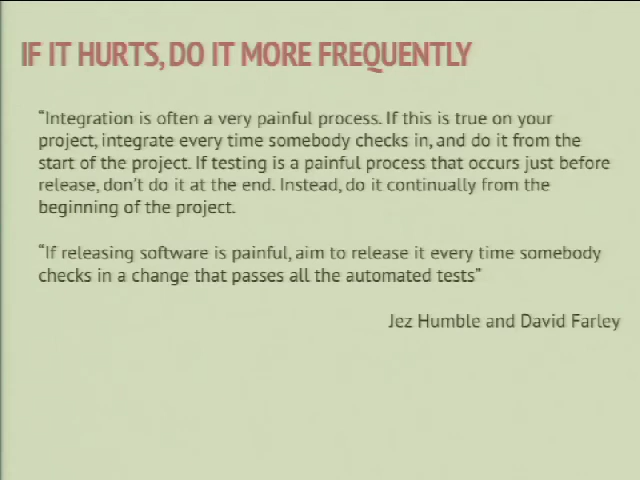 IF IT HURTS, DO IT MORE FREQUENTLY
“Integration is often a very painful process. If this is true on your
project, integrate every time somebody checks in, and do it from the
start of the project. If testing is a painful process that occurs just before
release, don't do it at the end. Instead, do it continually from the
beginning of the project.
“If releasing software is painful, aim to release it every time somebody
checks in a change that passes all the automated tests”
Jez Humble and David Farley